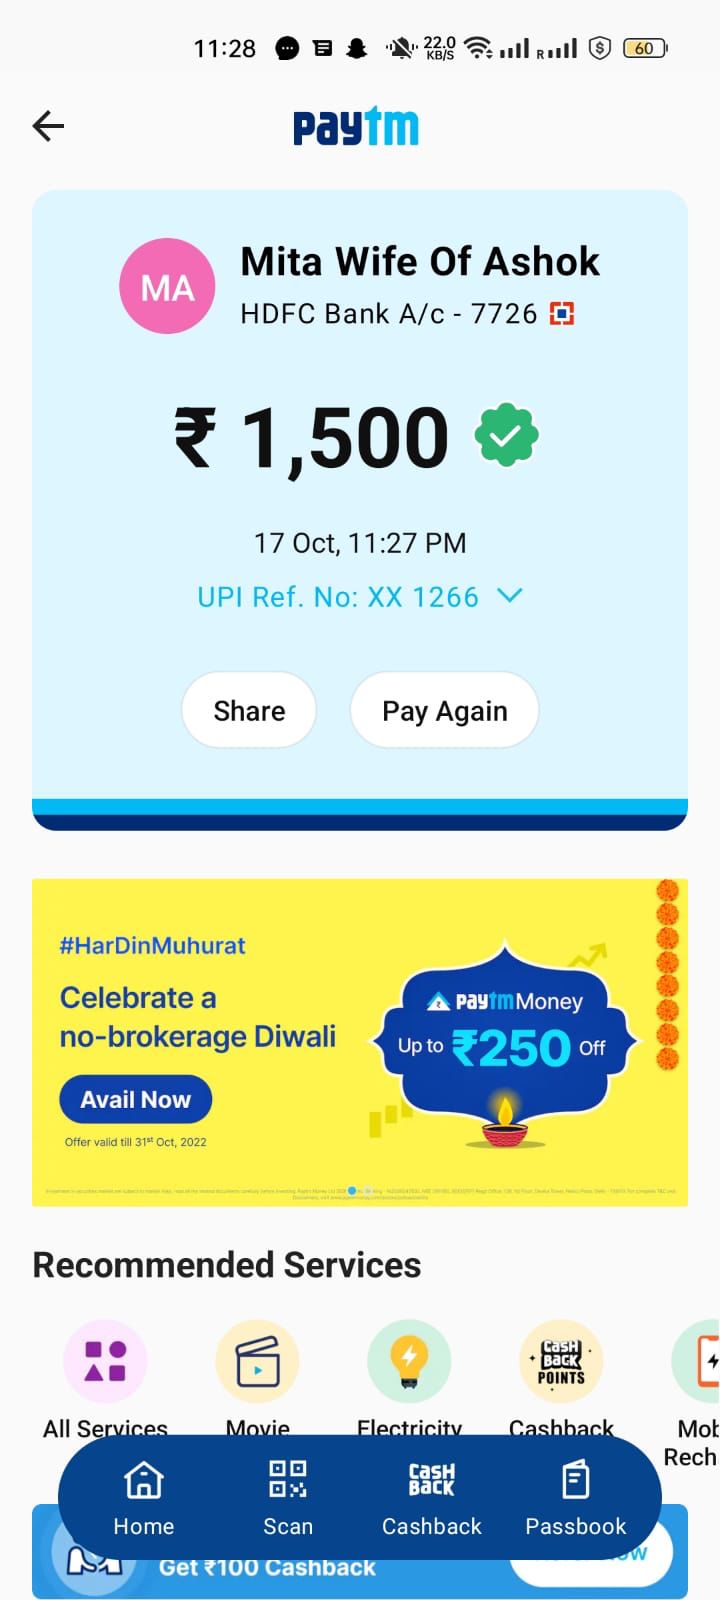 11:28 22.0 KB/S R 60
paytm
MA
Mita Wife Of Ashok
HDFC Bank A/c - 7726
₹ 1,500
17 Oct, 11:27 PM
UPI Ref. No: XX 1266
Share Pay Again
#HarDinMuhurat
Celebrate a
no-brokerage Diwali
Avail Now
Offer valid till 31st Oct, 2022
paytm Money
Up to ₹250 Off
Recommended Services
CASH
BACK
POINTS
All Services Movie Electricity Cashback Mob
Rech
CASH
BACK
Home Scan Cashback Passbook
Get ₹100 Cashback